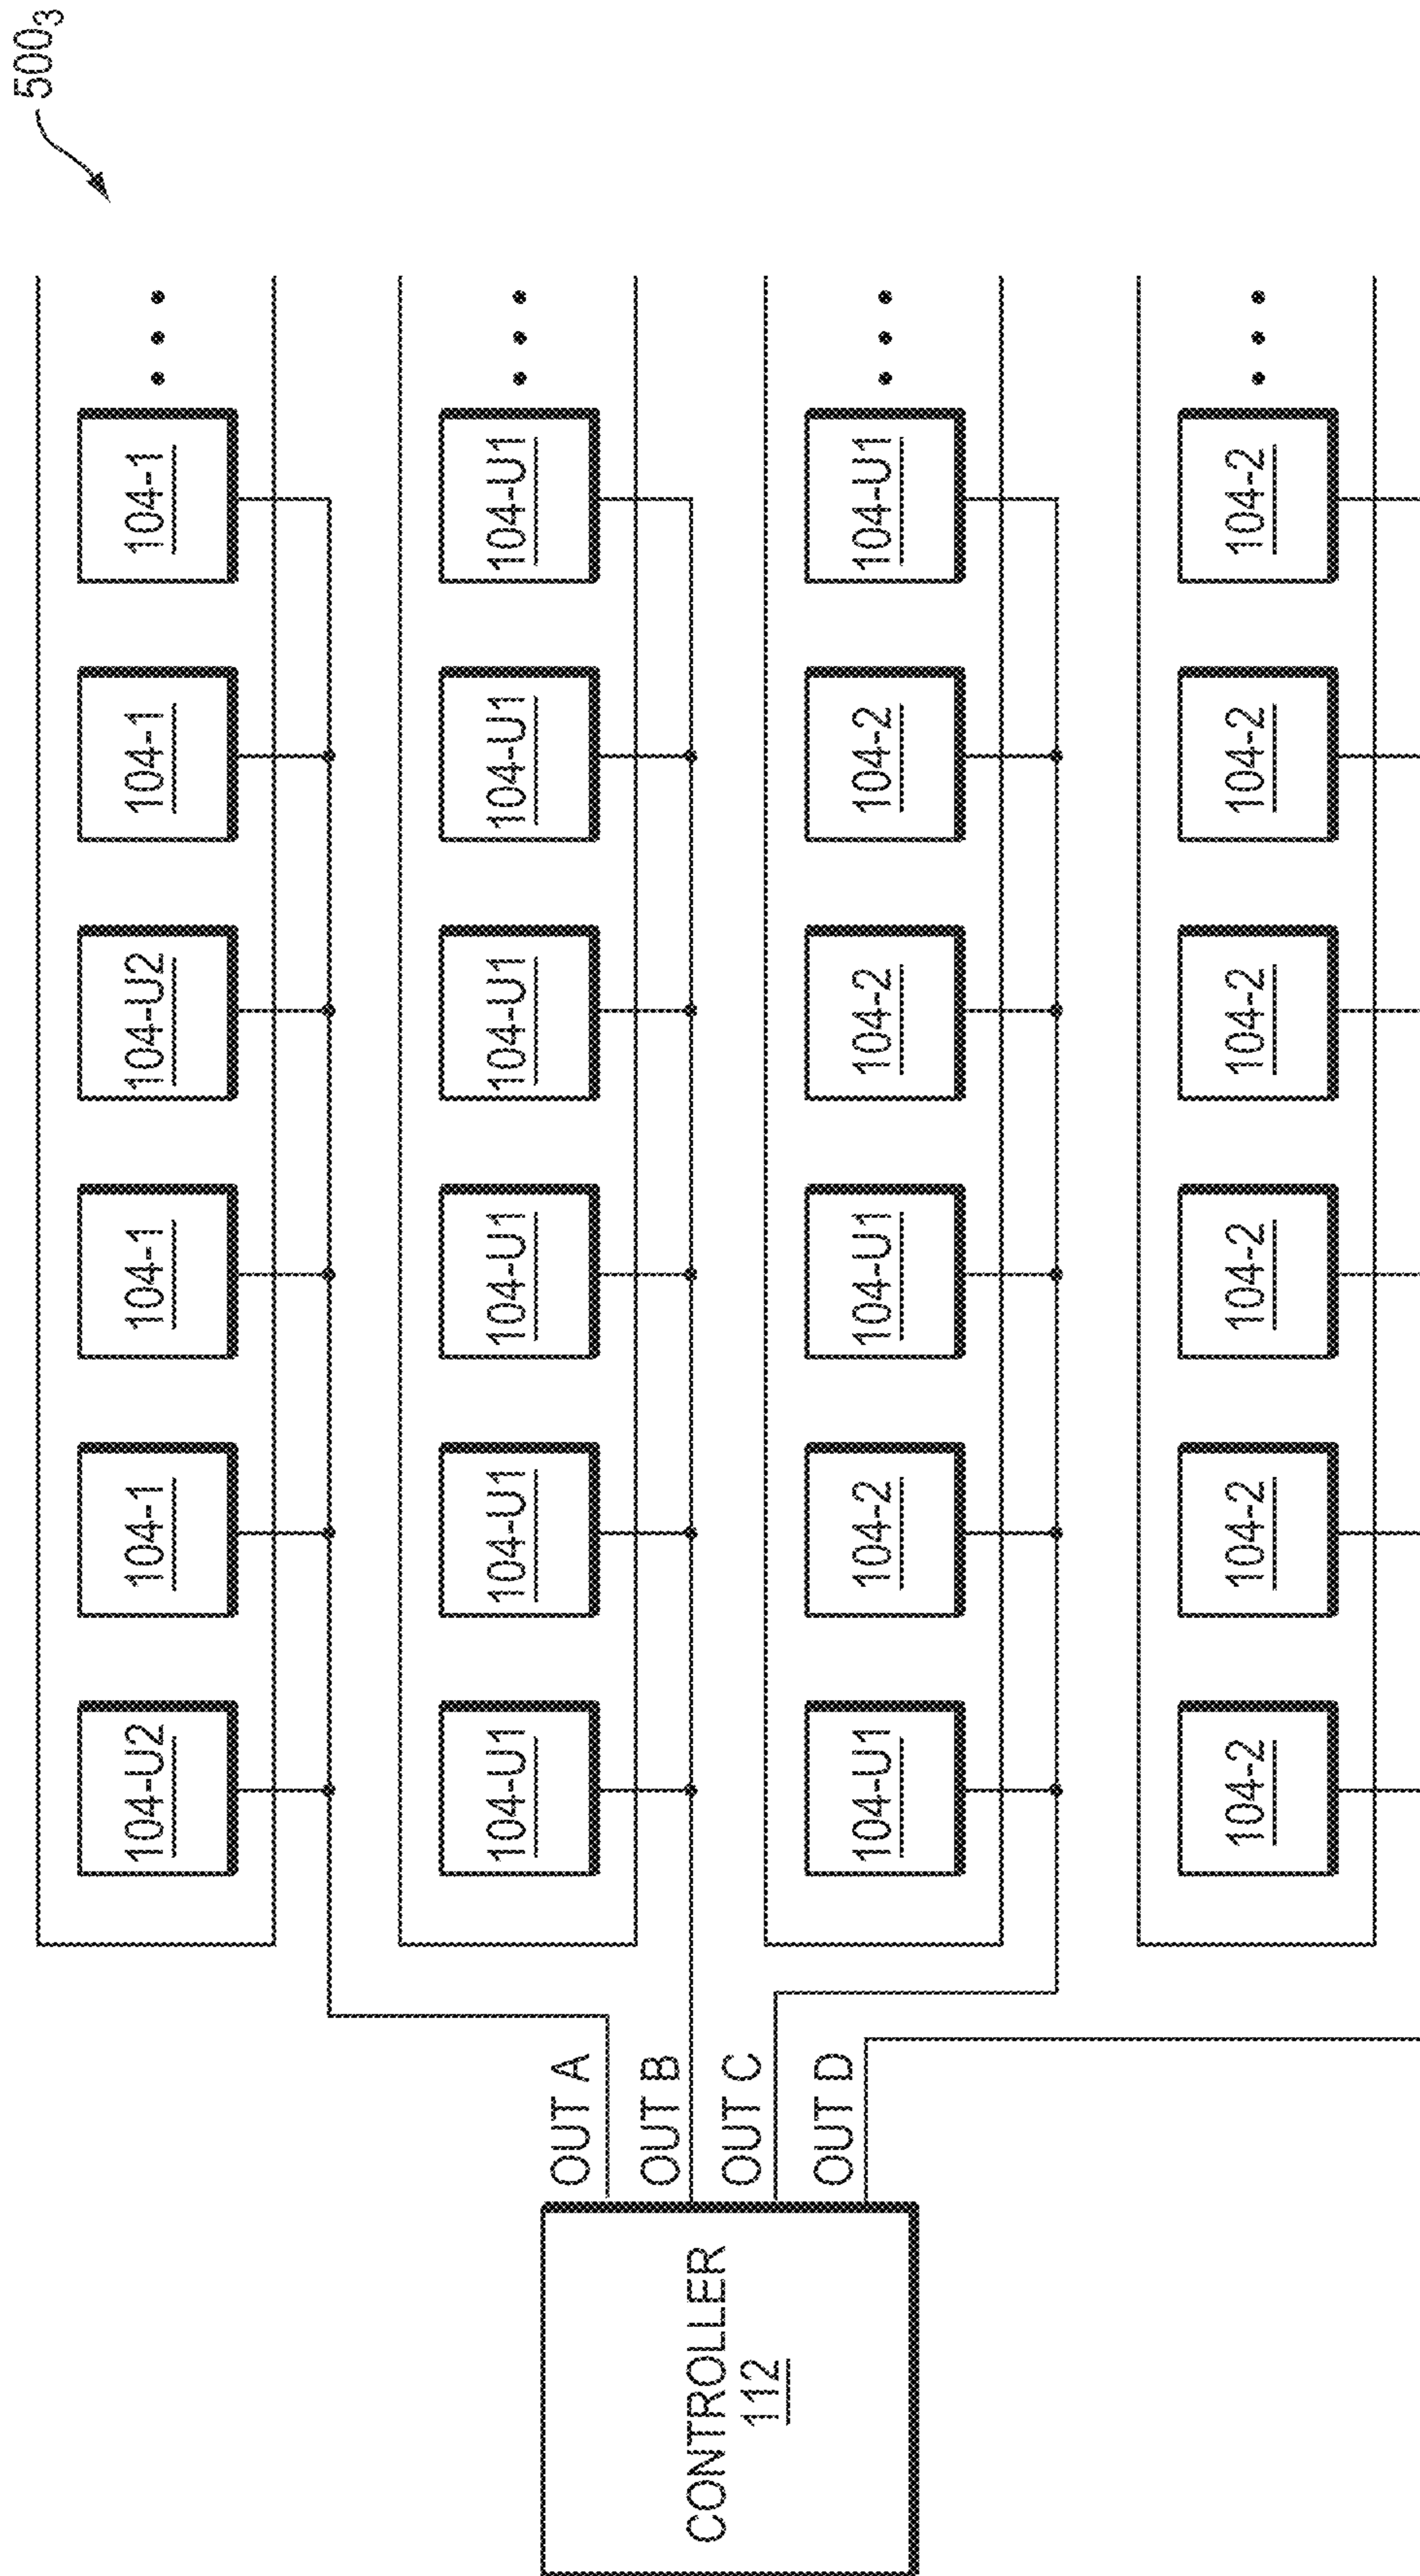 500₃
104-U2 104-1 104-1 104-U2 104-1 104-1
104-U1 104-U1 104-U1 104-U1 104-U1 104-U1
104-U1 104-2 104-U1 104-2 104-2 104-U1
104-2 104-2 104-2 104-2 104-2 104-2
OUT A
OUT B
OUT C
OUT D
CONTROLLER
112